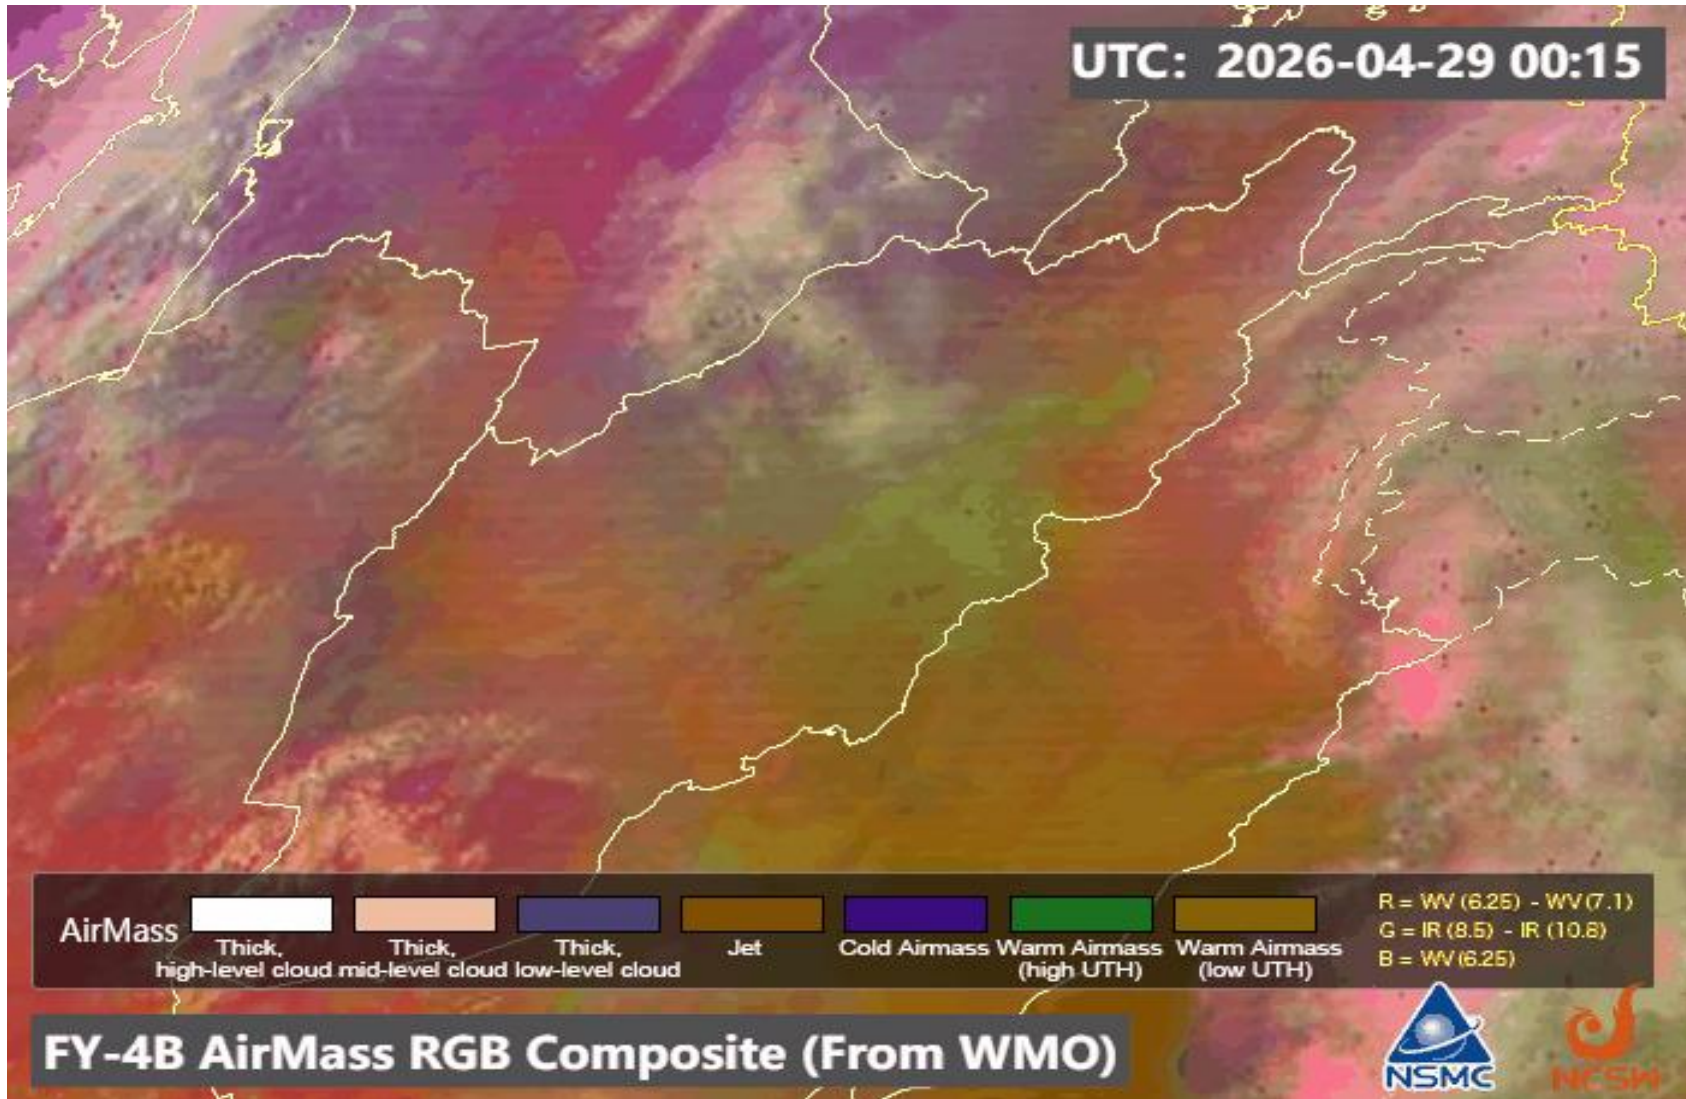 UTC: 2026-04-29 00:15
AirMass
Thick,
high-level cloud
Thick,
mid-level cloud
Thick,
low-level cloud
Jet
Cold Airmass
Warm Airmass
(high UTH)
Warm Airmass
(low UTH)
R = WV (6.25) - WV (7.1)
G = IR (8.5) - IR (10.8)
B = WV (6.25)
FY-4B AirMass RGB Composite (From WMO)
NSMC
NCSW